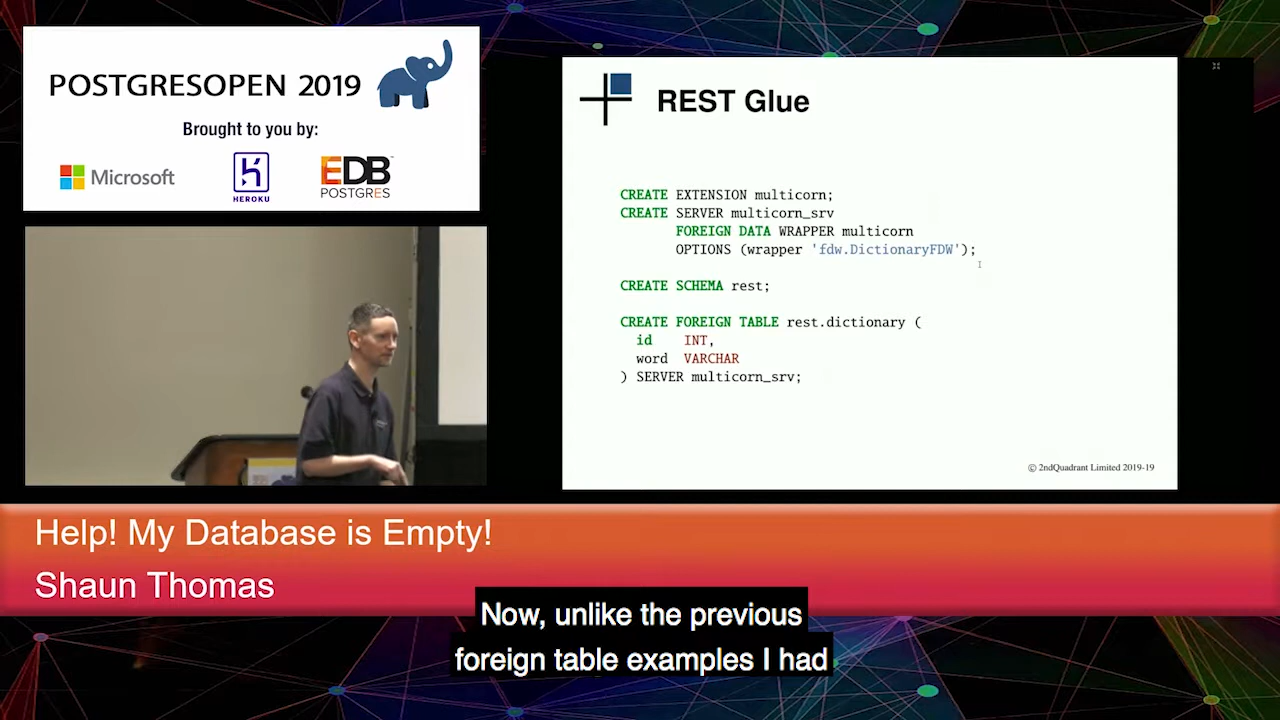 POSTGRESOPEN 2019
Brought to you by:
Microsoft
HEROKU
EDB
POSTGRES
REST Glue
CREATE EXTENSION multicorn;
CREATE SERVER multicorn_srv
FOREIGN DATA WRAPPER multicorn
OPTIONS (wrapper 'fdw.DictionaryFDW');
CREATE SCHEMA rest;
CREATE FOREIGN TABLE rest.dictionary (
id INT,
word VARCHAR
) SERVER multicorn_srv;
© 2ndQuadrant Limited 2019-19
Help! My Database is Empty!
Shaun Thomas
Now, unlike the previous
foreign table examples I had